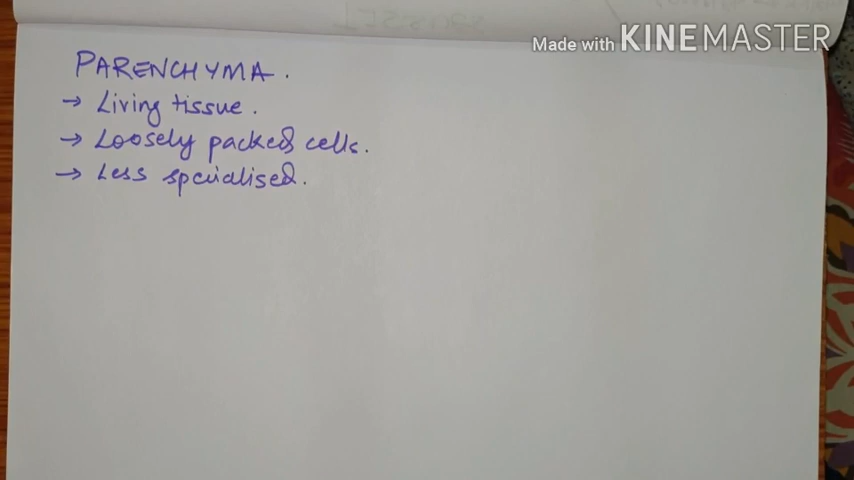 Made with KINEMASTER
PARENCHYMA.
→ Living tissue.
→ Loosely packed cells.
→ Less specialised.